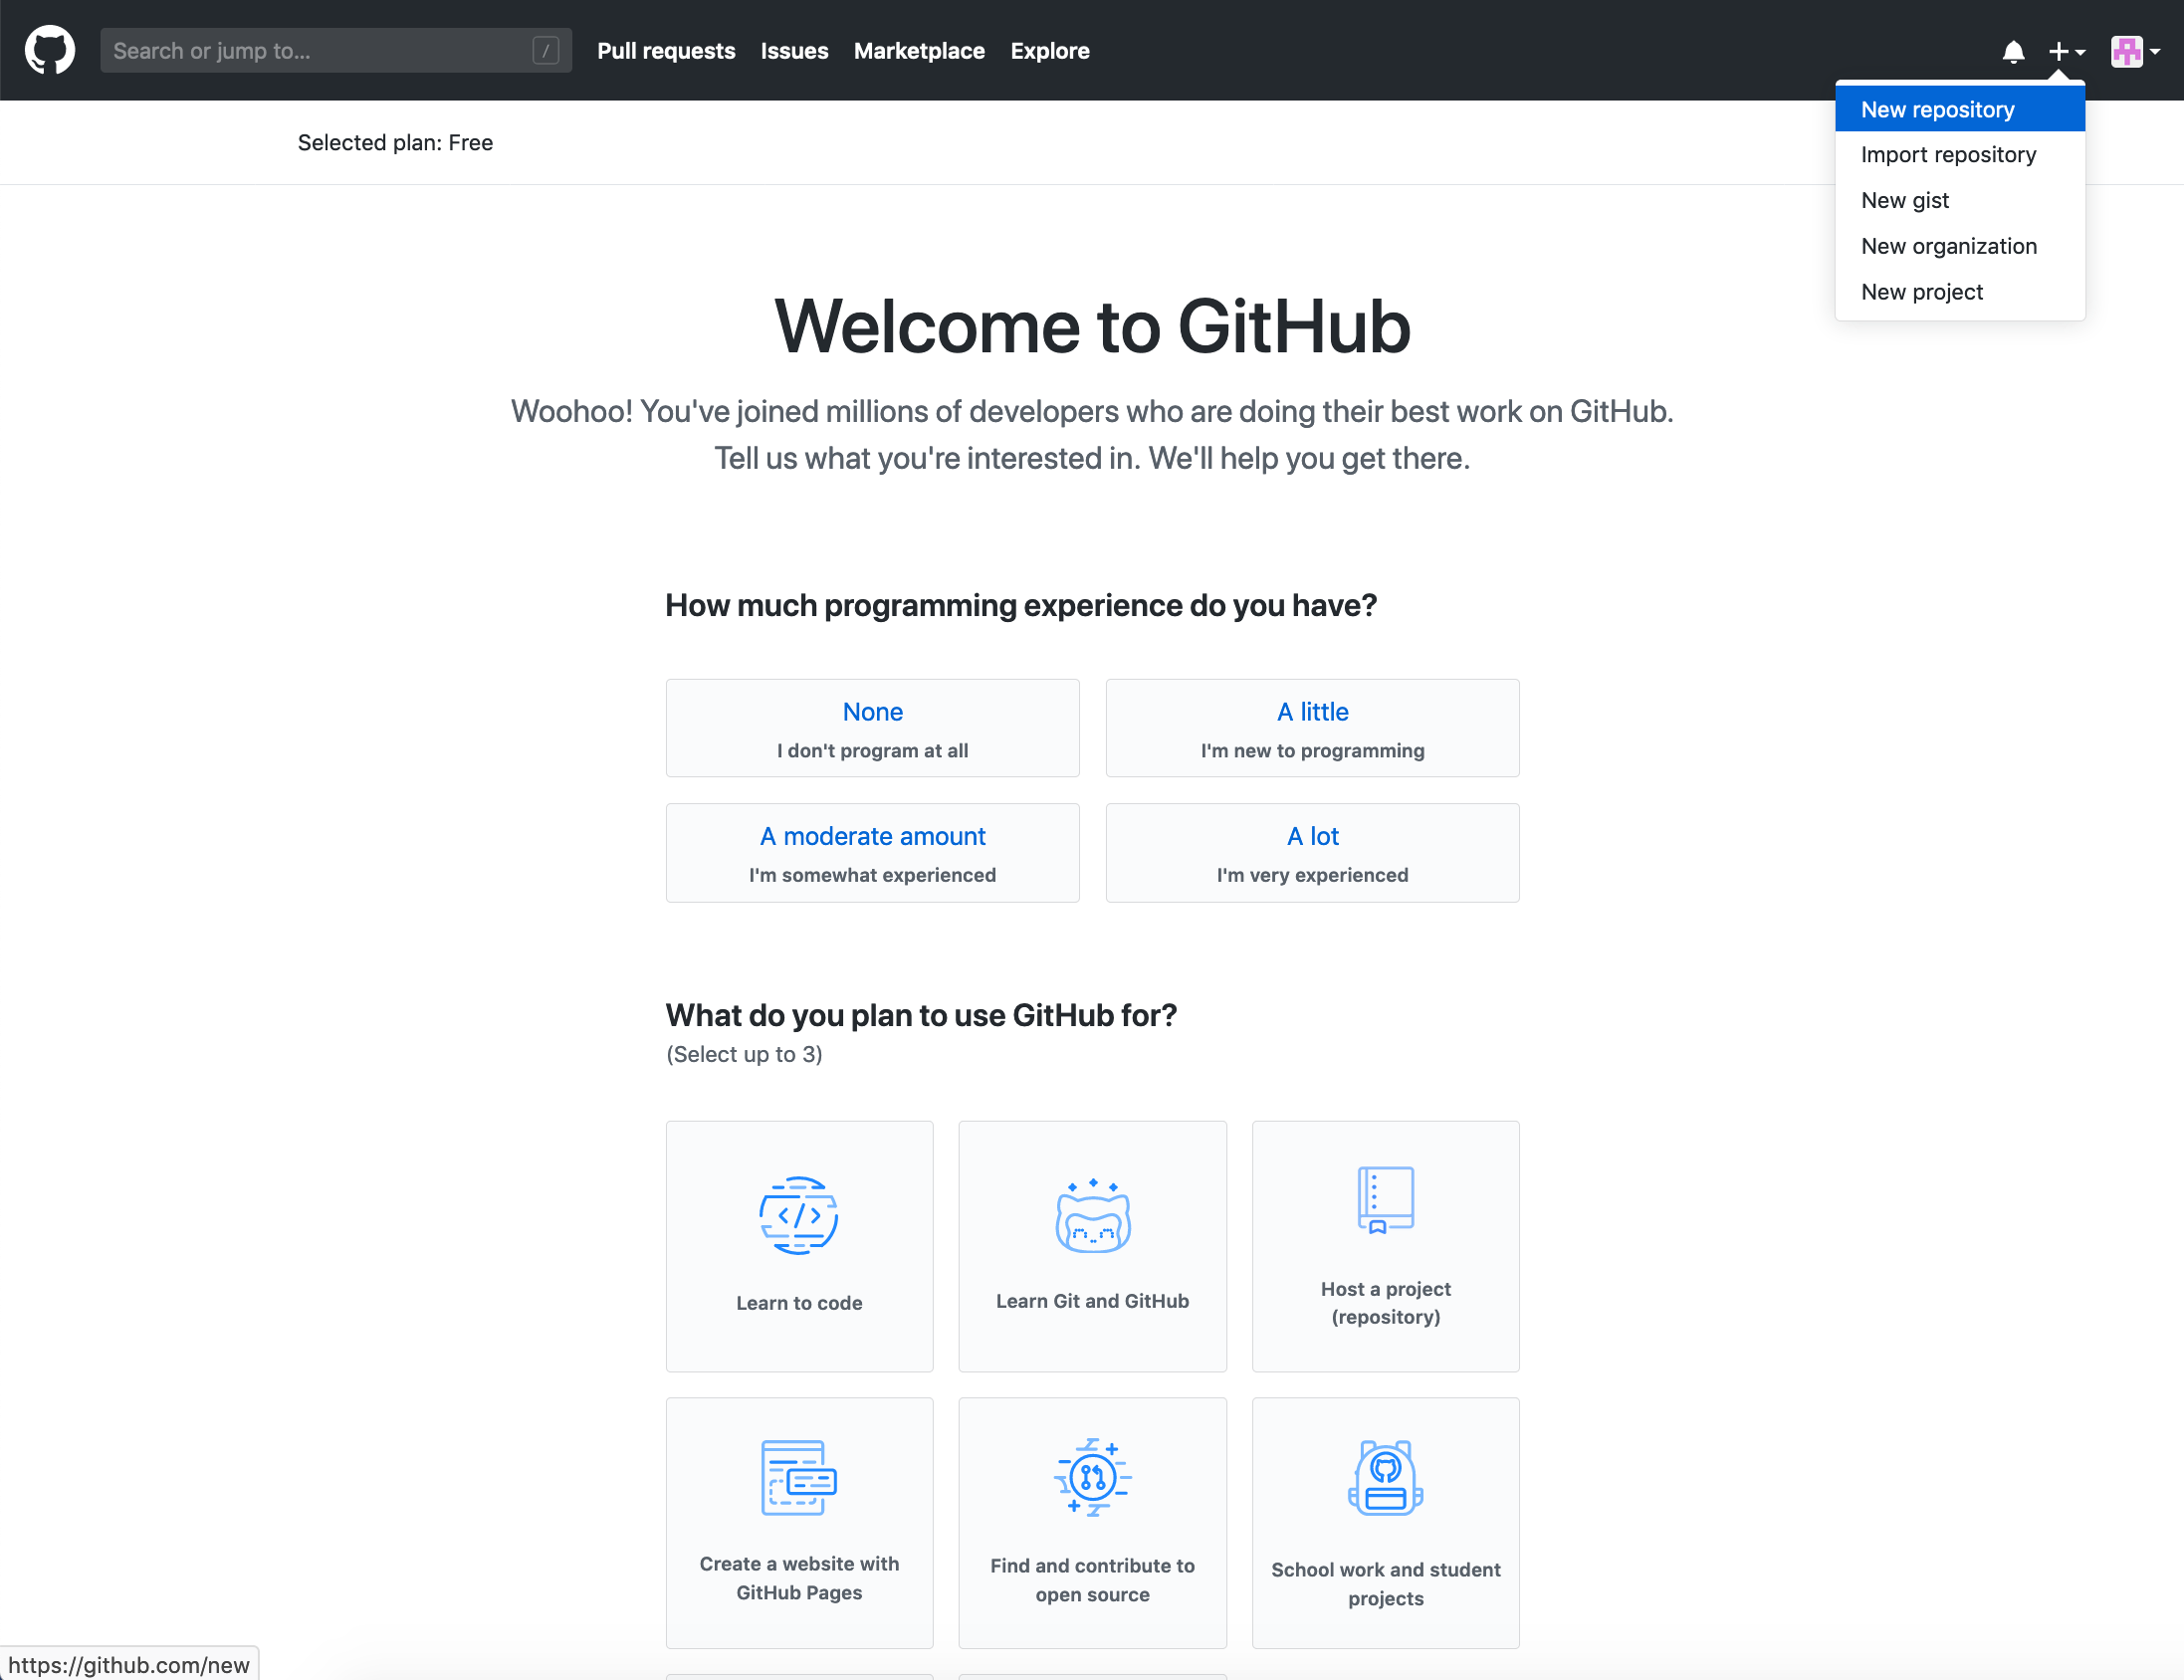 Search or jump to... /
Pull requests
Issues
Marketplace
Explore
New repository
Import repository
New gist
New organization
New project
Selected plan: Free
Welcome to GitHub
Woohoo! You've joined millions of developers who are doing their best work on GitHub.
Tell us what you're interested in. We'll help you get there.
How much programming experience do you have?
None
I don't program at all
A little
I'm new to programming
A moderate amount
I'm somewhat experienced
A lot
I'm very experienced
What do you plan to use GitHub for?
(Select up to 3)
Learn to code
Learn Git and GitHub
Host a project
(repository)
Create a website with
GitHub Pages
Find and contribute to
open source
School work and student
projects
https://github.com/new